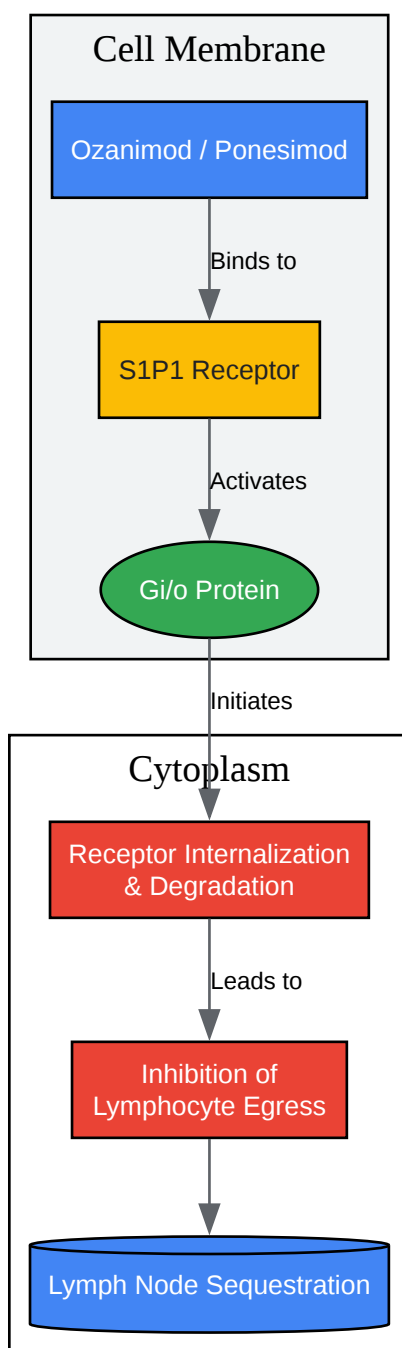 Cell Membrane
Ozanimod / Ponesimod
Binds to
S1P1 Receptor
Activates
Gi/o Protein
Initiates
Cytoplasm
Receptor Internalization
& Degradation
Leads to
Inhibition of
Lymphocyte Egress
Lymph Node Sequestration